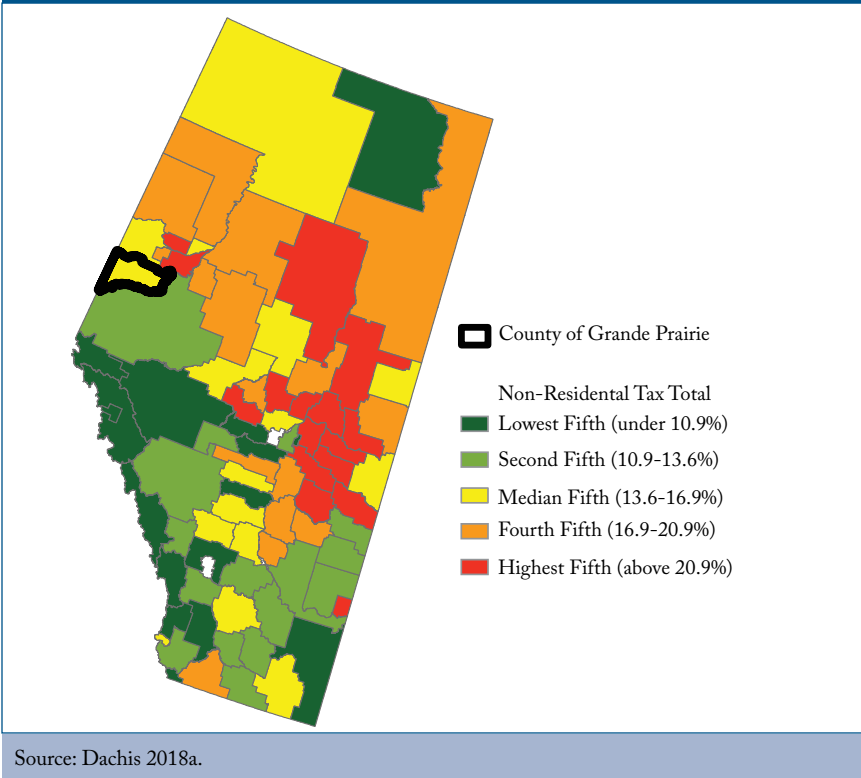 County of Grande Prairie
Non-Residental Tax Total
Lowest Fifth (under 10.9%)
Second Fifth (10.9-13.6%)
Median Fifth (13.6-16.9%)
Fourth Fifth (16.9-20.9%)
Highest Fifth (above 20.9%)
Source: Dachis 2018a.